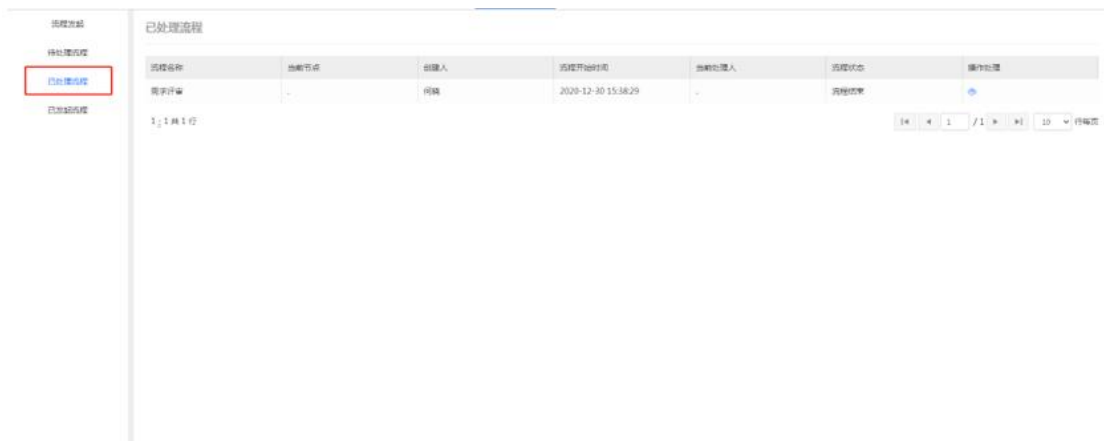 流程发起
待处理流程
已处理流程
已发起流程
已处理流程
流程名称 当前节点 创建人 流程开始时间 当前处理人 流程状态 操作处理
需求评审 - 何晓 2020-12-30 15:38:29 - 流程结束
1 - 1 共 1 行
1 / 1 10 行每页